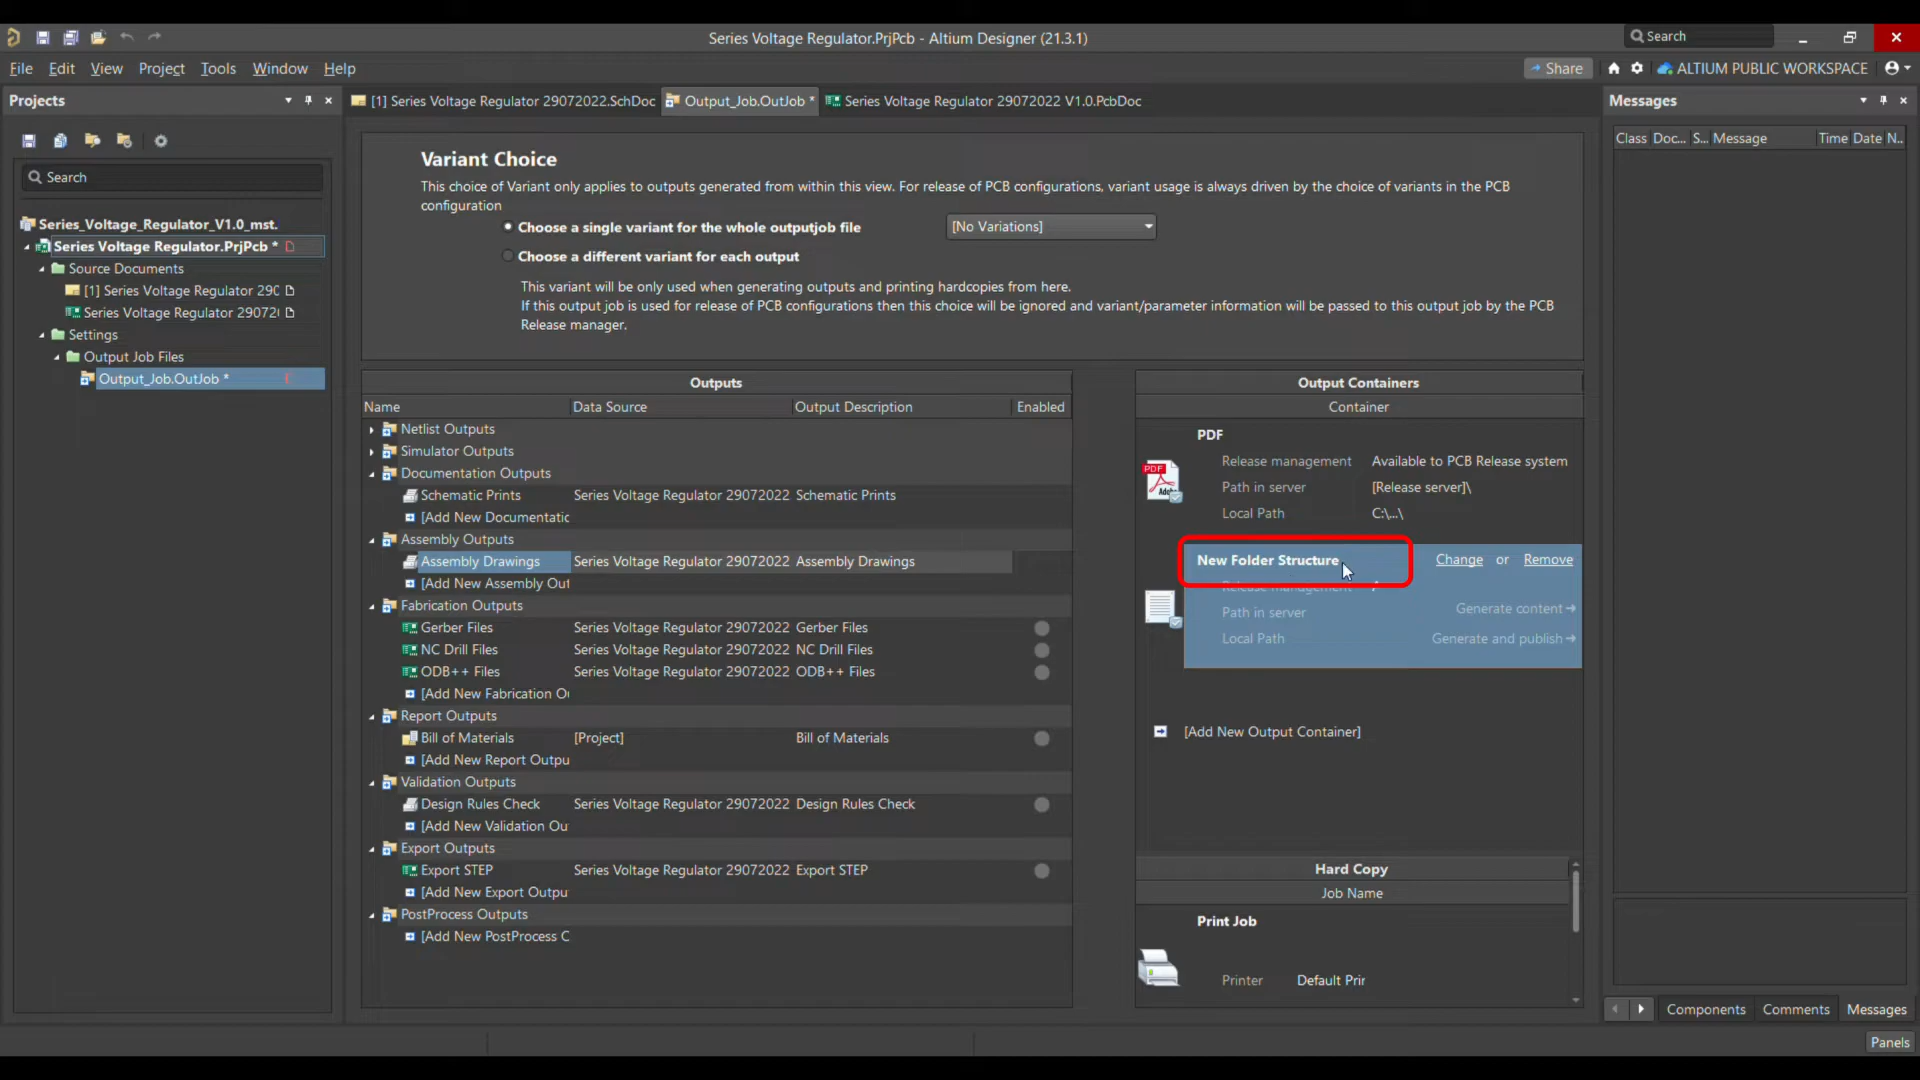 Series Voltage Regulator.PrjPcb - Altium Designer (21.3.1)
Search
File Edit View Project Tools Window Help
Share
ALTIUM PUBLIC WORKSPACE
Projects
[1] Series Voltage Regulator 29072022.SchDoc
Output_Job.OutJob *
Series Voltage Regulator 29072022 V1.0.PcbDoc
Messages
Class Doc... S... Message Time Date N..
Search
Series_Voltage_Regulator_V1.0_mst.
Series Voltage Regulator.PrjPcb *
Source Documents
[1] Series Voltage Regulator 290
Series Voltage Regulator 29072
Settings
Output Job Files
Output_Job.OutJob *
Variant Choice
This choice of Variant only applies to outputs generated from within this view. For release of PCB configurations, variant usage is always driven by the choice of variants in the PCB
configuration
Choose a single variant for the whole outputjob file
[No Variations]
Choose a different variant for each output
This variant will be only used when generating outputs and printing hardcopies from here.
If this output job is used for release of PCB configurations then this choice will be ignored and variant/parameter information will be passed to this output job by the PCB
Release manager.
Outputs
Name Data Source Output Description Enabled
Netlist Outputs
Simulator Outputs
Documentation Outputs
Schematic Prints Series Voltage Regulator 29072022 Schematic Prints
[Add New Documentatic
Assembly Outputs
Assembly Drawings Series Voltage Regulator 29072022 Assembly Drawings
[Add New Assembly Out
Fabrication Outputs
Gerber Files Series Voltage Regulator 29072022 Gerber Files
NC Drill Files Series Voltage Regulator 29072022 NC Drill Files
ODB++ Files Series Voltage Regulator 29072022 ODB++ Files
[Add New Fabrication O
Report Outputs
Bill of Materials [Project] Bill of Materials
[Add New Report Outpu
Validation Outputs
Design Rules Check Series Voltage Regulator 29072022 Design Rules Check
[Add New Validation Ou
Export Outputs
Export STEP Series Voltage Regulator 29072022 Export STEP
[Add New Export Outpu
PostProcess Outputs
[Add New PostProcess C
Output Containers
Container
PDF
PDF
Adob
Release management Available to PCB Release system
Path in server [Release server]\
Local Path C:\...\
New Folder Structure
Change or Remove
Release management
Path in server
Generate content
Local Path
Generate and publish
[Add New Output Container]
Hard Copy
Job Name
Print Job
Printer Default Prir
Components Comments Messages
Panels